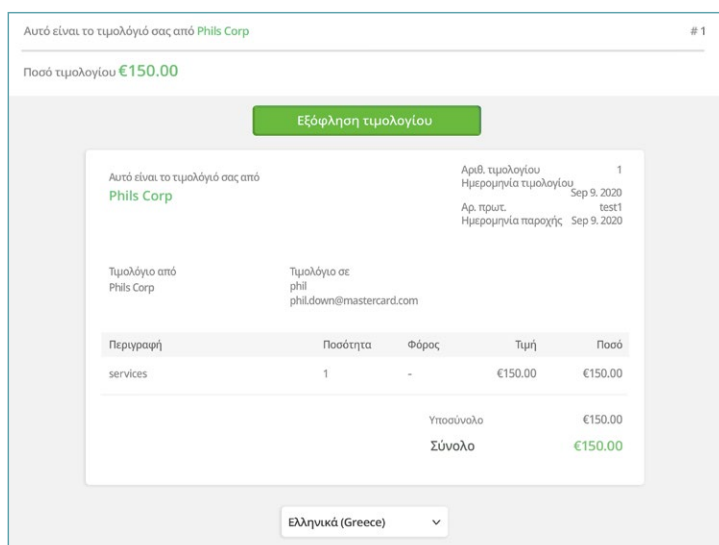 Αυτό είναι το τιμολόγιό σας από Phils Corp # 1
Ποσό τιμολογίου €150.00
Εξόφληση τιμολογίου
Αυτό είναι το τιμολόγιό σας από
Phils Corp
Αριθ. τιμολογίου 1
Ημερομηνία τιμολογίου
Sep 9. 2020
Αρ. πρωτ. test1
Ημερομηνία παροχής Sep 9. 2020
Τιμολόγιο από
Phils Corp
Τιμολόγιο σε
phil
phil.down@mastercard.com
Περιγραφή Ποσότητα Φόρος Τιμή Ποσό
services 1 - €150.00 €150.00
Υποσύνολο €150.00
Σύνολο €150.00
Ελληνικά (Greece)